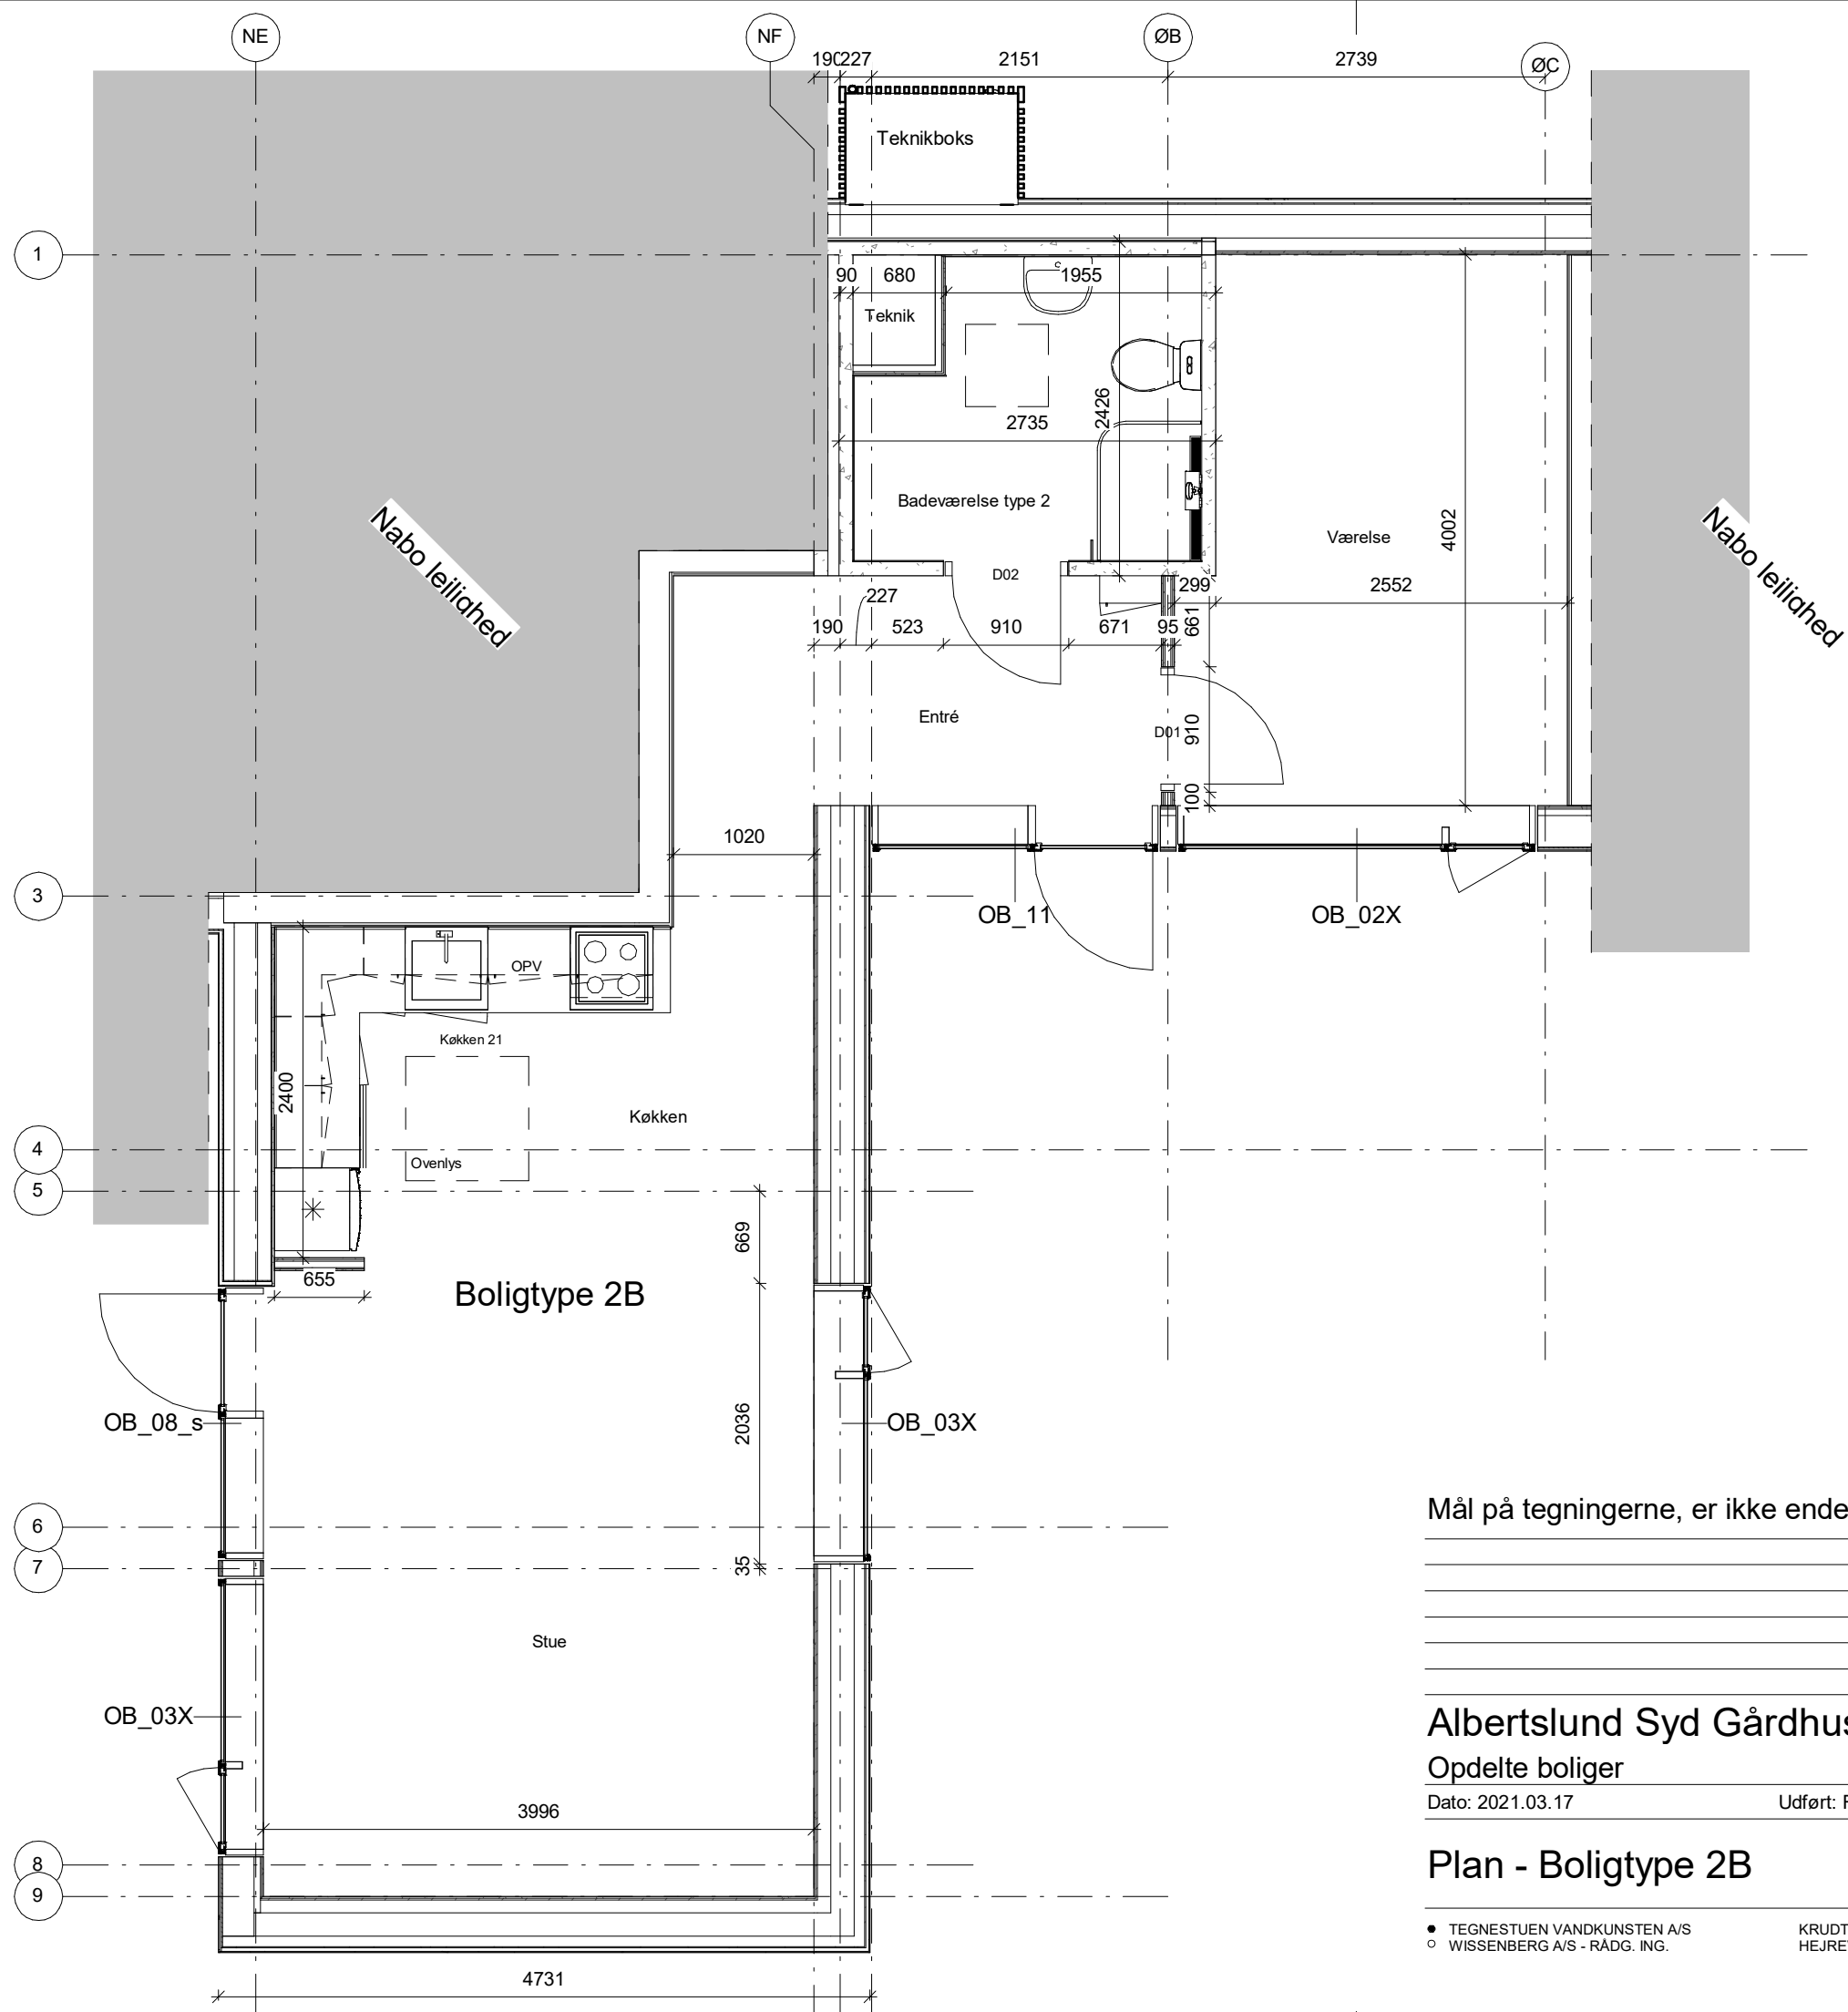 NE
NF
ØB
ØC
190
227
2151
2739
Teknikboks
1
90
680
1955
Teknik
2735
2426
Badeværelse type 2
Værelse
4002
Nabo leilighed
Nabo leilighed
D02
299
2552
227
190
523
910
671
95
661
Entré
D01
910
100
1020
3
OB_11
OB_02X
OPV
Køkken 21
2400
Køkken
4
Ovenlys
5
669
655
Boligtype 2B
OB_08_s
2036
OB_03X
6
7
35
Stue
OB_03X
3996
8
9
4731
Mål på tegningerne, er ikke ende
Albertslund Syd Gårdhus
Opdelte boliger
Dato: 2021.03.17 Udført: F
Plan - Boligtype 2B
TEGNESTUEN VANDKUNSTEN A/S KRUDT
WISSENBERG A/S - RÅDG. ING. HEJRE